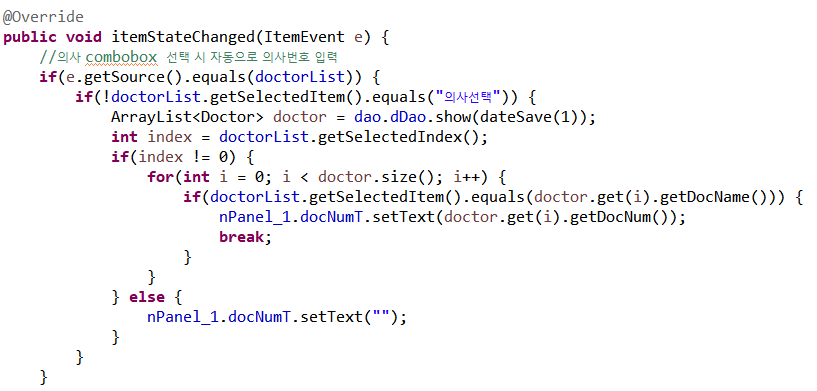 @Override
public void itemStateChanged(ItemEvent e) {
    //의사 combobox 선택 시 자동으로 의사번호 입력
    if(e.getSource().equals(doctorList)) {
        if(!doctorList.getSelectedItem().equals("의사선택")) {
            ArrayList<Doctor> doctor = dao.dDao.show(dateSave(1));
            int index = doctorList.getSelectedIndex();
            if(index != 0) {
                for(int i = 0; i < doctor.size(); i++) {
                    if(doctorList.getSelectedItem().equals(doctor.get(i).getDocName())) {
                        nPanel_1.docNumT.setText(doctor.get(i).getDocNum());
                        break;
                    }
                }
            } else {
                nPanel_1.docNumT.setText("");
            }
        }
    }